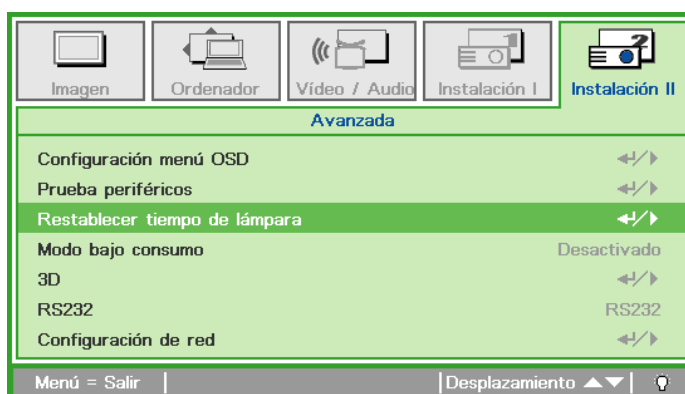 Imagen Ordenador Vídeo / Audio Instalación I Instalación II
Avanzada
Configuración menú OSD
Prueba periféricos
Restablecer tiempo de lámpara
Modo bajo consumo Desactivado
3D
RS232 RS232
Configuración de red
Menú = Salir Desplazamiento ▲▼